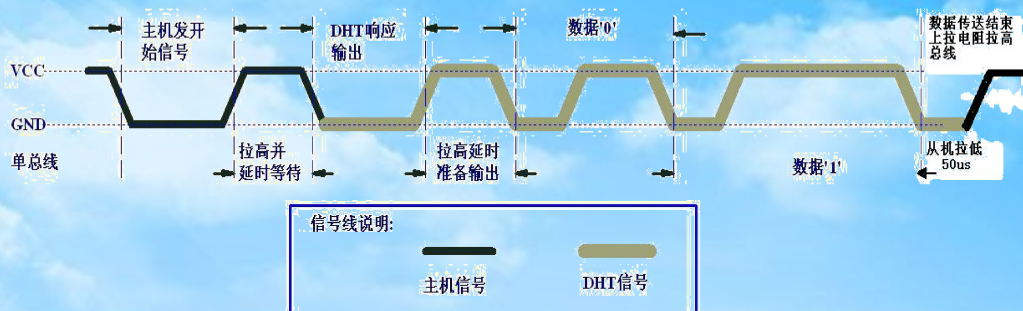 主机发开
始信号
DHT响应
输出
数据'0'
数据传送结束
上拉电阻拉高
总线
VCC
GND
单总线
拉高并
延时等待
拉高延时
准备输出
数据'1'
从机拉低
50us
信号线说明:
主机信号
DHT信号